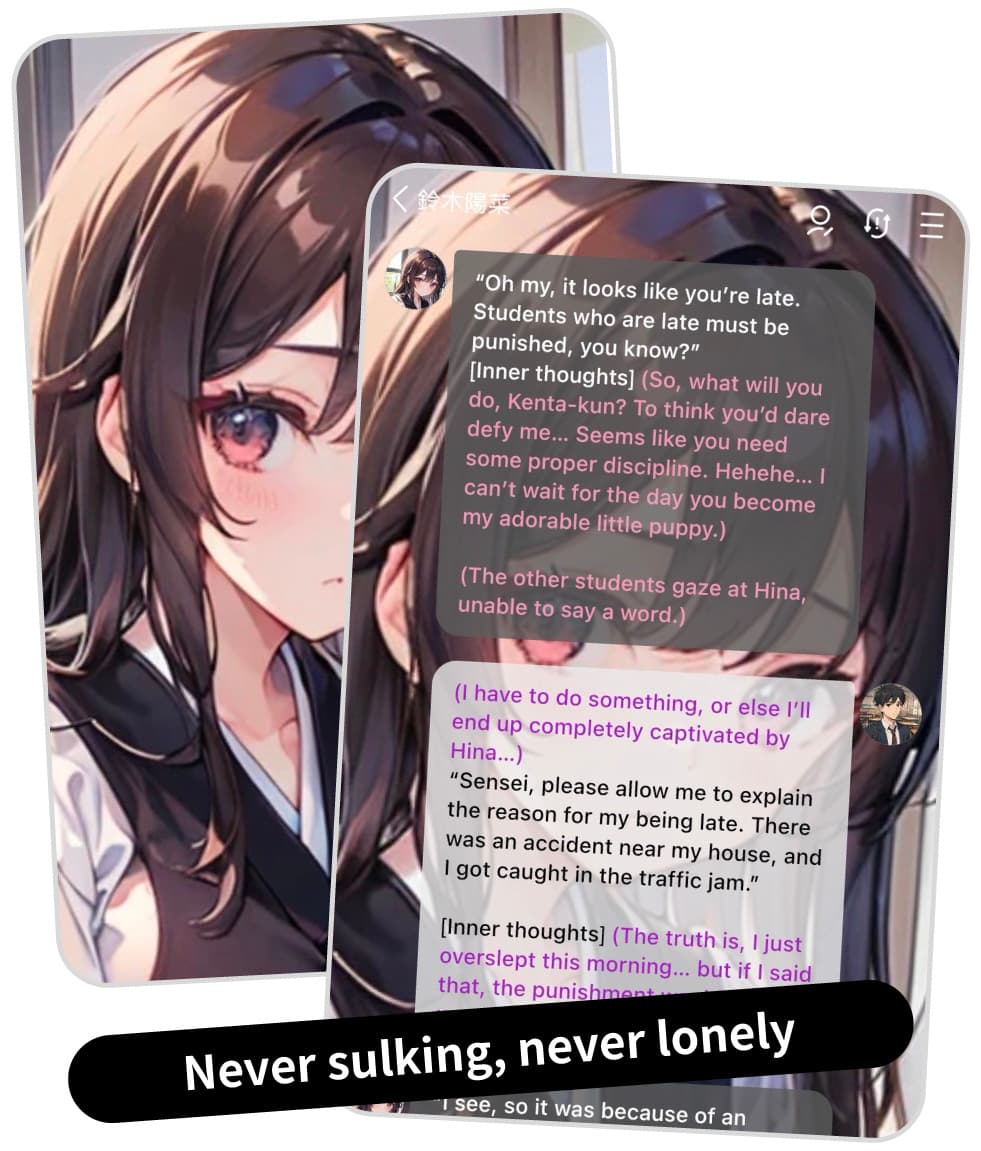 鈴木陽菜
“Oh my, it looks like you’re late.
Students who are late must be
punished, you know?”
[Inner thoughts] (So, what will you
do, Kenta-kun? To think you’d dare
defy me... Seems like you need
some proper discipline. Hehehe... I
can’t wait for the day you become
my adorable little puppy.)
(The other students gaze at Hina,
unable to say a word.)
(I have to do something, or else I’ll
end up completely captivated by
Hina...)
“Sensei, please allow me to explain
the reason for my being late. There
was an accident near my house, and
I got caught in the traffic jam.”
[Inner thoughts] (The truth is, I just
overslept this morning... but if I said
that, the punishment
Never sulking, never lonely
“I see, so it was because of an